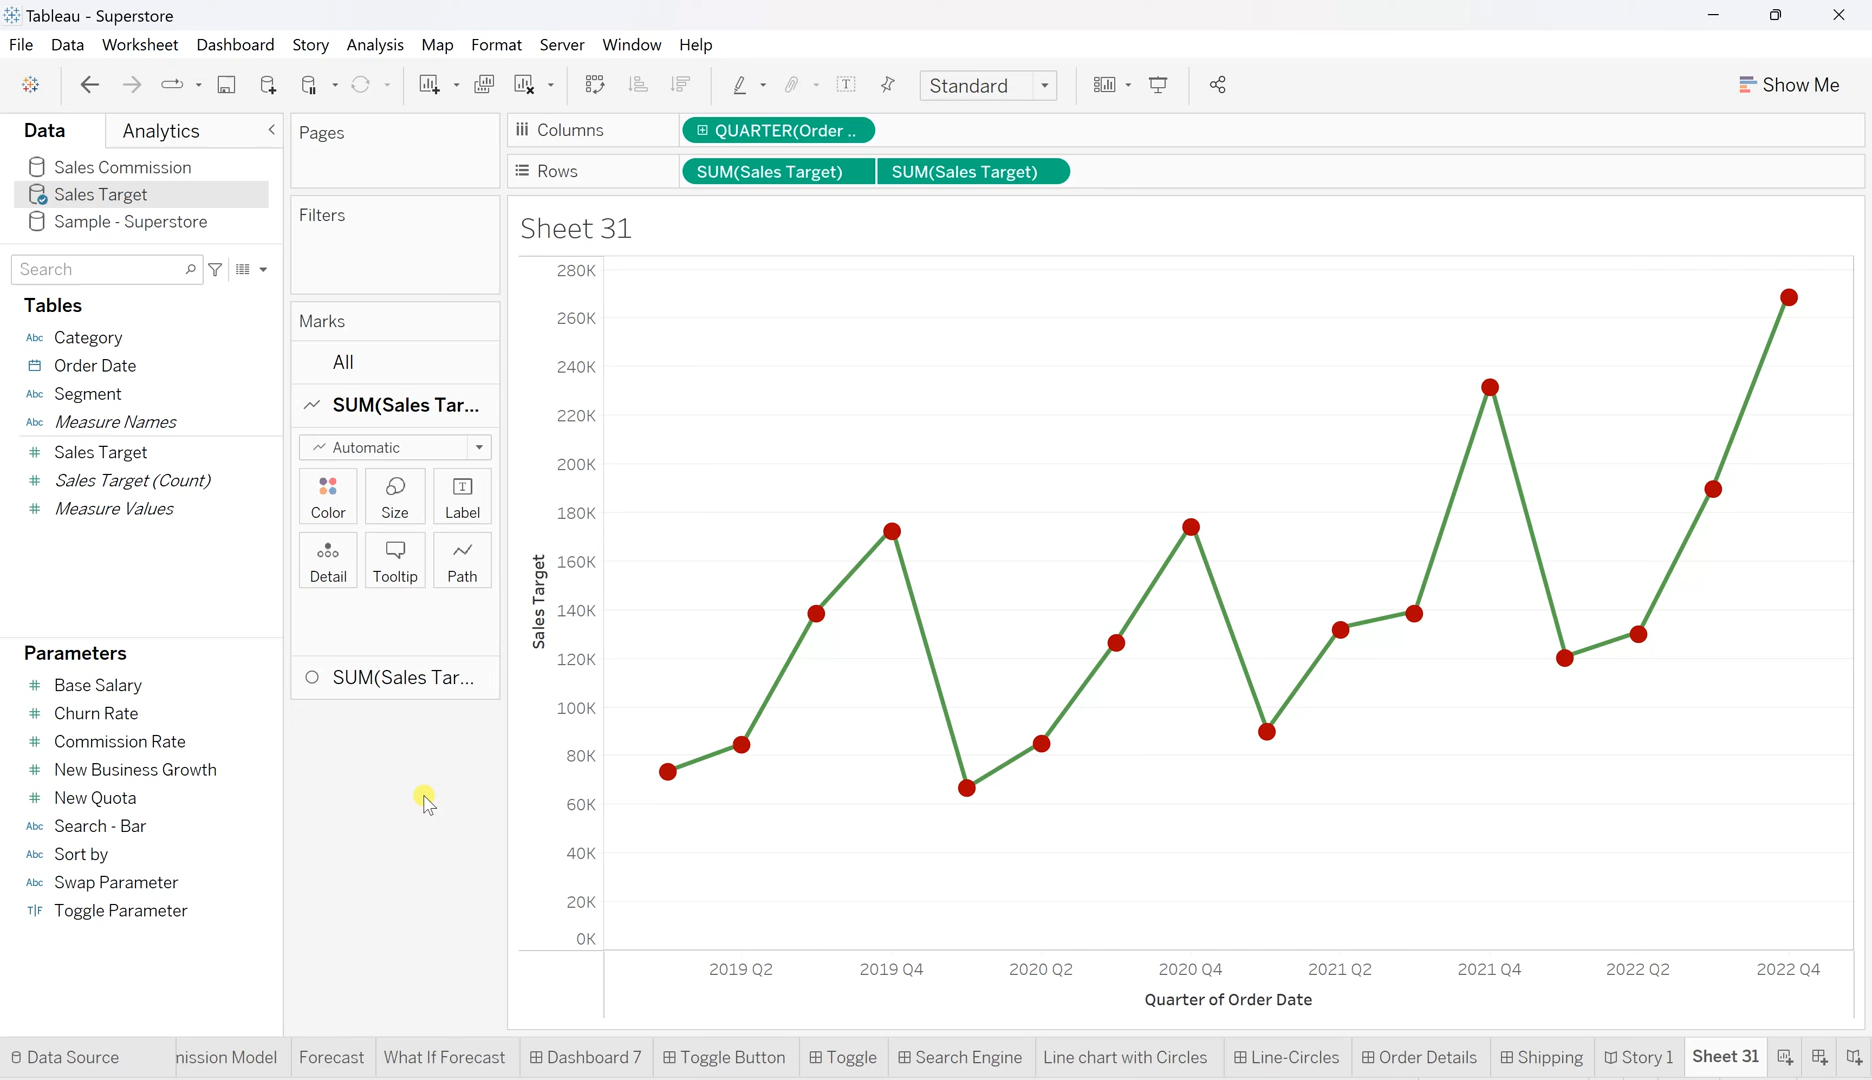 Tableau - Superstore
File Data Worksheet Dashboard Story Analysis Map Format Server Window Help
Standard
Show Me
Data
Analytics
Sales Commission
Sales Target
Sample - Superstore
Search
Tables
Abc Category
Order Date
Abc Segment
Abc Measure Names
# Sales Target
# Sales Target (Count)
# Measure Values
Parameters
# Base Salary
# Churn Rate
# Commission Rate
# New Business Growth
# New Quota
Abc Search - Bar
Abc Sort by
Abc Swap Parameter
T|F Toggle Parameter
Pages
Filters
Marks
All
SUM(Sales Tar...
Automatic
Color
Size
Label
Detail
Tooltip
Path
SUM(Sales Tar...
Columns
QUARTER(Order ..
Rows
SUM(Sales Target)
SUM(Sales Target)
Sheet 31
280K
260K
240K
220K
200K
180K
160K
140K
120K
100K
80K
60K
40K
20K
0K
Sales Target
2019 Q2
2019 Q4
2020 Q2
2020 Q4
2021 Q2
2021 Q4
2022 Q2
2022 Q4
Quarter of Order Date
Data Source
nission Model
Forecast
What If Forecast
Dashboard 7
Toggle Button
Toggle
Search Engine
Line chart with Circles
Line-Circles
Order Details
Shipping
Story 1
Sheet 31